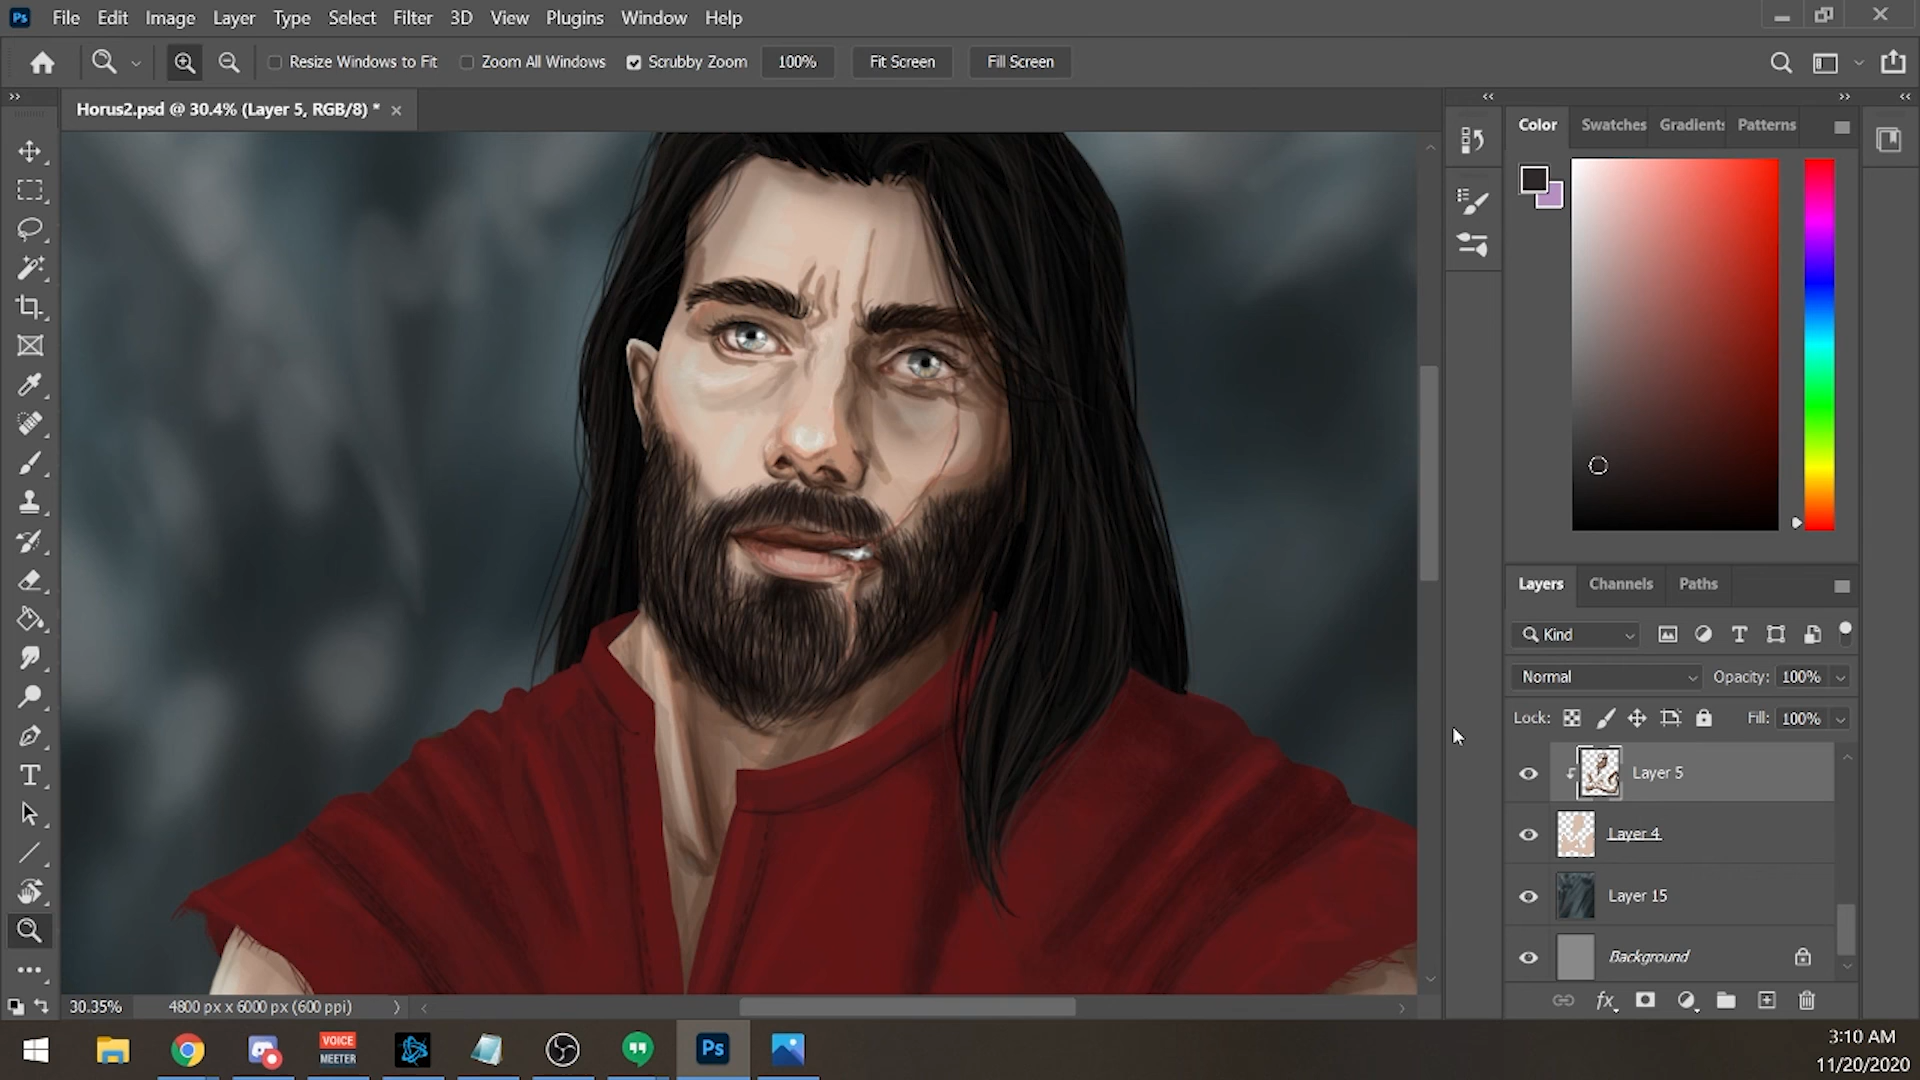 Ps File Edit Image Layer Type Select Filter 3D View Plugins Window Help
Resize Windows to Fit Zoom All Windows Scrubby Zoom 100% Fit Screen Fill Screen
Horus2.psd @ 30.4% (Layer 5, RGB/8) *
Color Swatches Gradients Patterns
Layers Channels Paths
Kind
Normal Opacity: 100%
Lock: Fill: 100%
Layer 5
Layer 4
Layer 15
Background
30.35% 4800 px x 6000 px (600 ppi)
fx
VOICE
MEETER
Ps
3:10 AM
11/20/2020